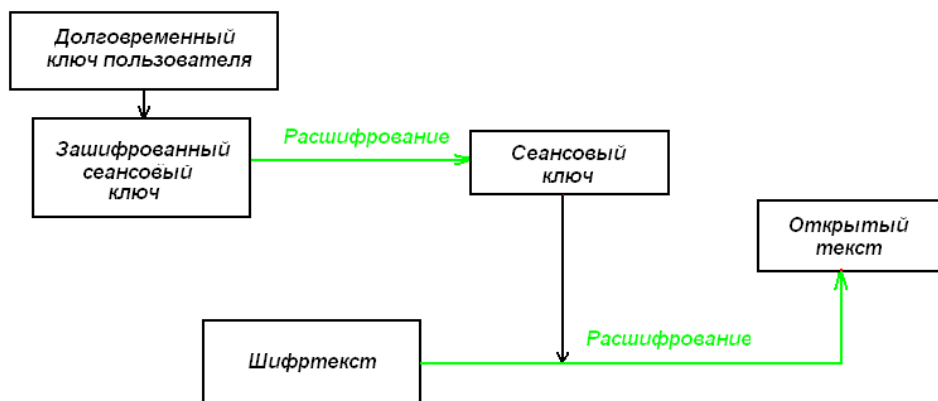 Долговременный
ключ пользователя
Зашифрованный
сеансовый
ключ
Расшифрование
Сеансовый
ключ
Открытый
текст
Расшифрование
Шифртекст